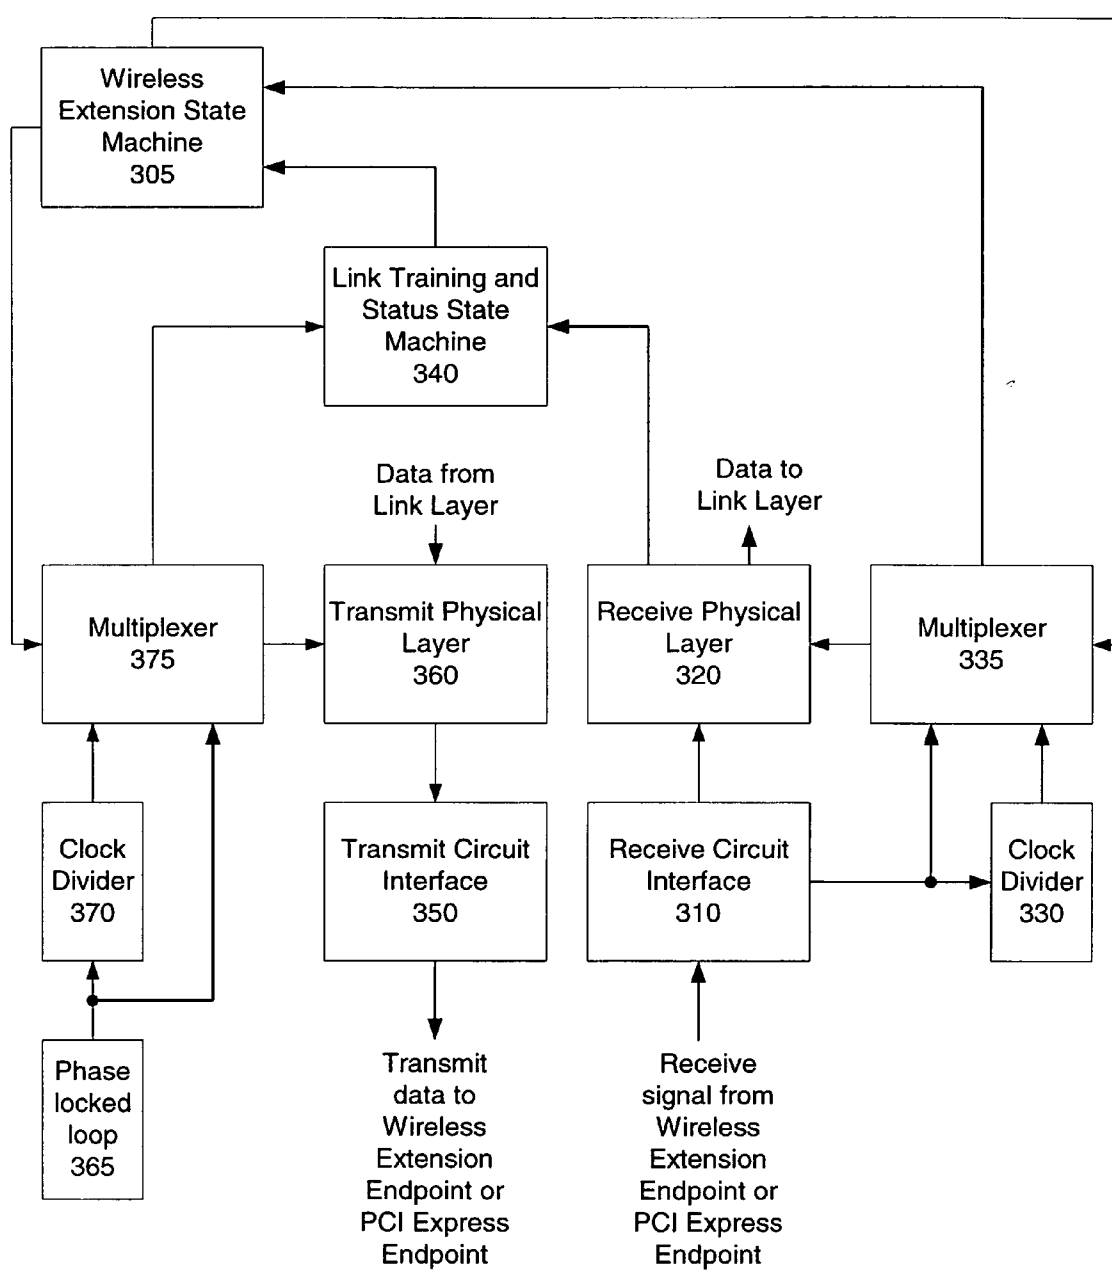 Wireless
Extension State
Machine
305
Link Training and
Status State
Machine
340
Data from
Link Layer
Data to
Link Layer
Multiplexer
375
Transmit Physical
Layer
360
Receive Physical
Layer
320
Multiplexer
335
Clock
Divider
370
Transmit Circuit
Interface
350
Receive Circuit
Interface
310
Clock
Divider
330
Phase
locked
loop
365
Transmit
data to
Wireless
Extension
Endpoint or
PCI Express
Endpoint
Receive
signal from
Wireless
Extension
Endpoint or
PCI Express
Endpoint